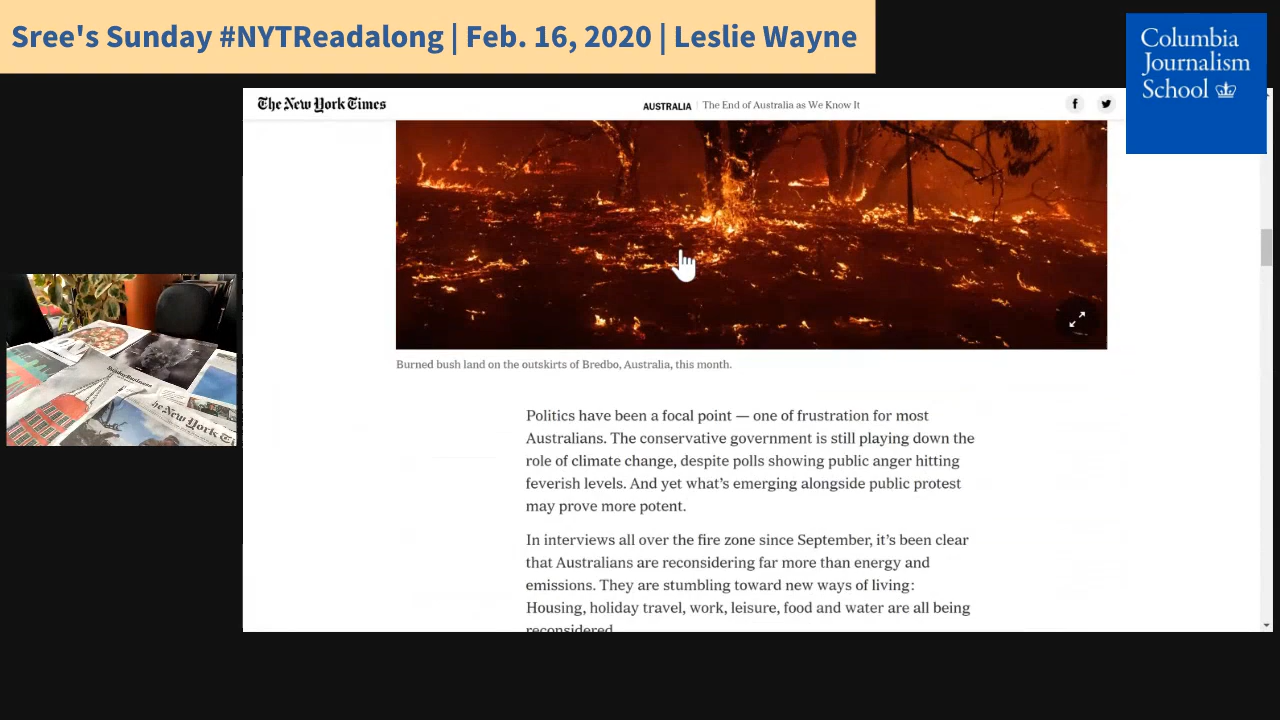 Sree's Sunday #NYTReadalong | Feb. 16, 2020 | Leslie Wayne
Columbia
Journalism
School
The New York Times
AUSTRALIA | The End of Australia as We Know It
Burned bush land on the outskirts of Bredbo, Australia, this month.
Politics have been a focal point — one of frustration for most
Australians. The conservative government is still playing down the
role of climate change, despite polls showing public anger hitting
feverish levels. And yet what's emerging alongside public protest
may prove more potent.
In interviews all over the fire zone since September, it's been clear
that Australians are reconsidering far more than energy and
emissions. They are stumbling toward new ways of living:
Housing, holiday travel, work, leisure, food and water are all being
reconsidered.
he New York Ti